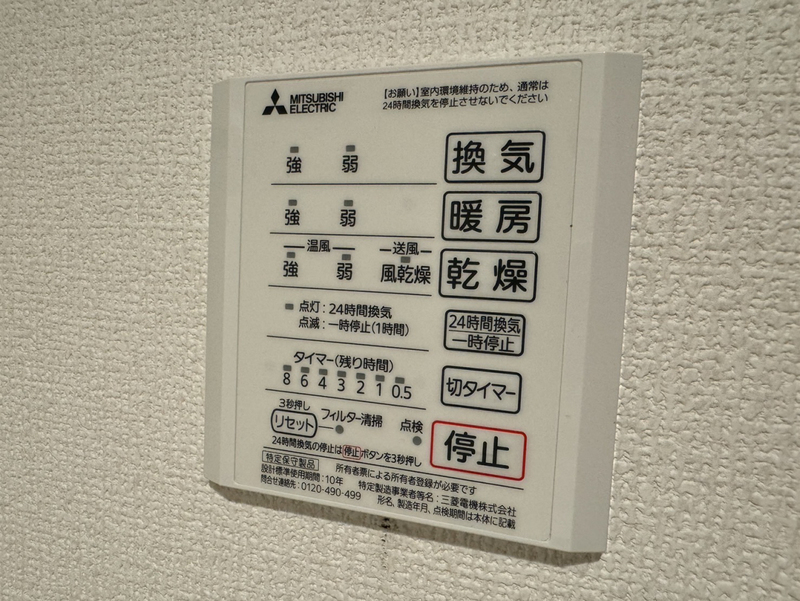 MITSUBISHI
ELECTRIC
【お願い】室内環境維持のため、通常は
24時間換気を停止させないでください
強 弱 換気
強 弱 暖房
温風 送風
強 弱 風乾燥 乾燥
点灯：24時間換気
点滅：一時停止(1時間)
24時間換気
一時停止
タイマー(残り時間)
8 6 4 3 2 1 0.5
切タイマー
3秒押し
リセット フィルター清掃 点検
停止
24時間換気の停止は停止ボタンを3秒押し
特定保守製品 所有者票による所有者登録が必要です
設計標準使用期間：10年 特定製造事業者等名：三菱電機株式会社
問合せ連絡先：0120-490-499 形名、製造年月、点検期間は本体に記載